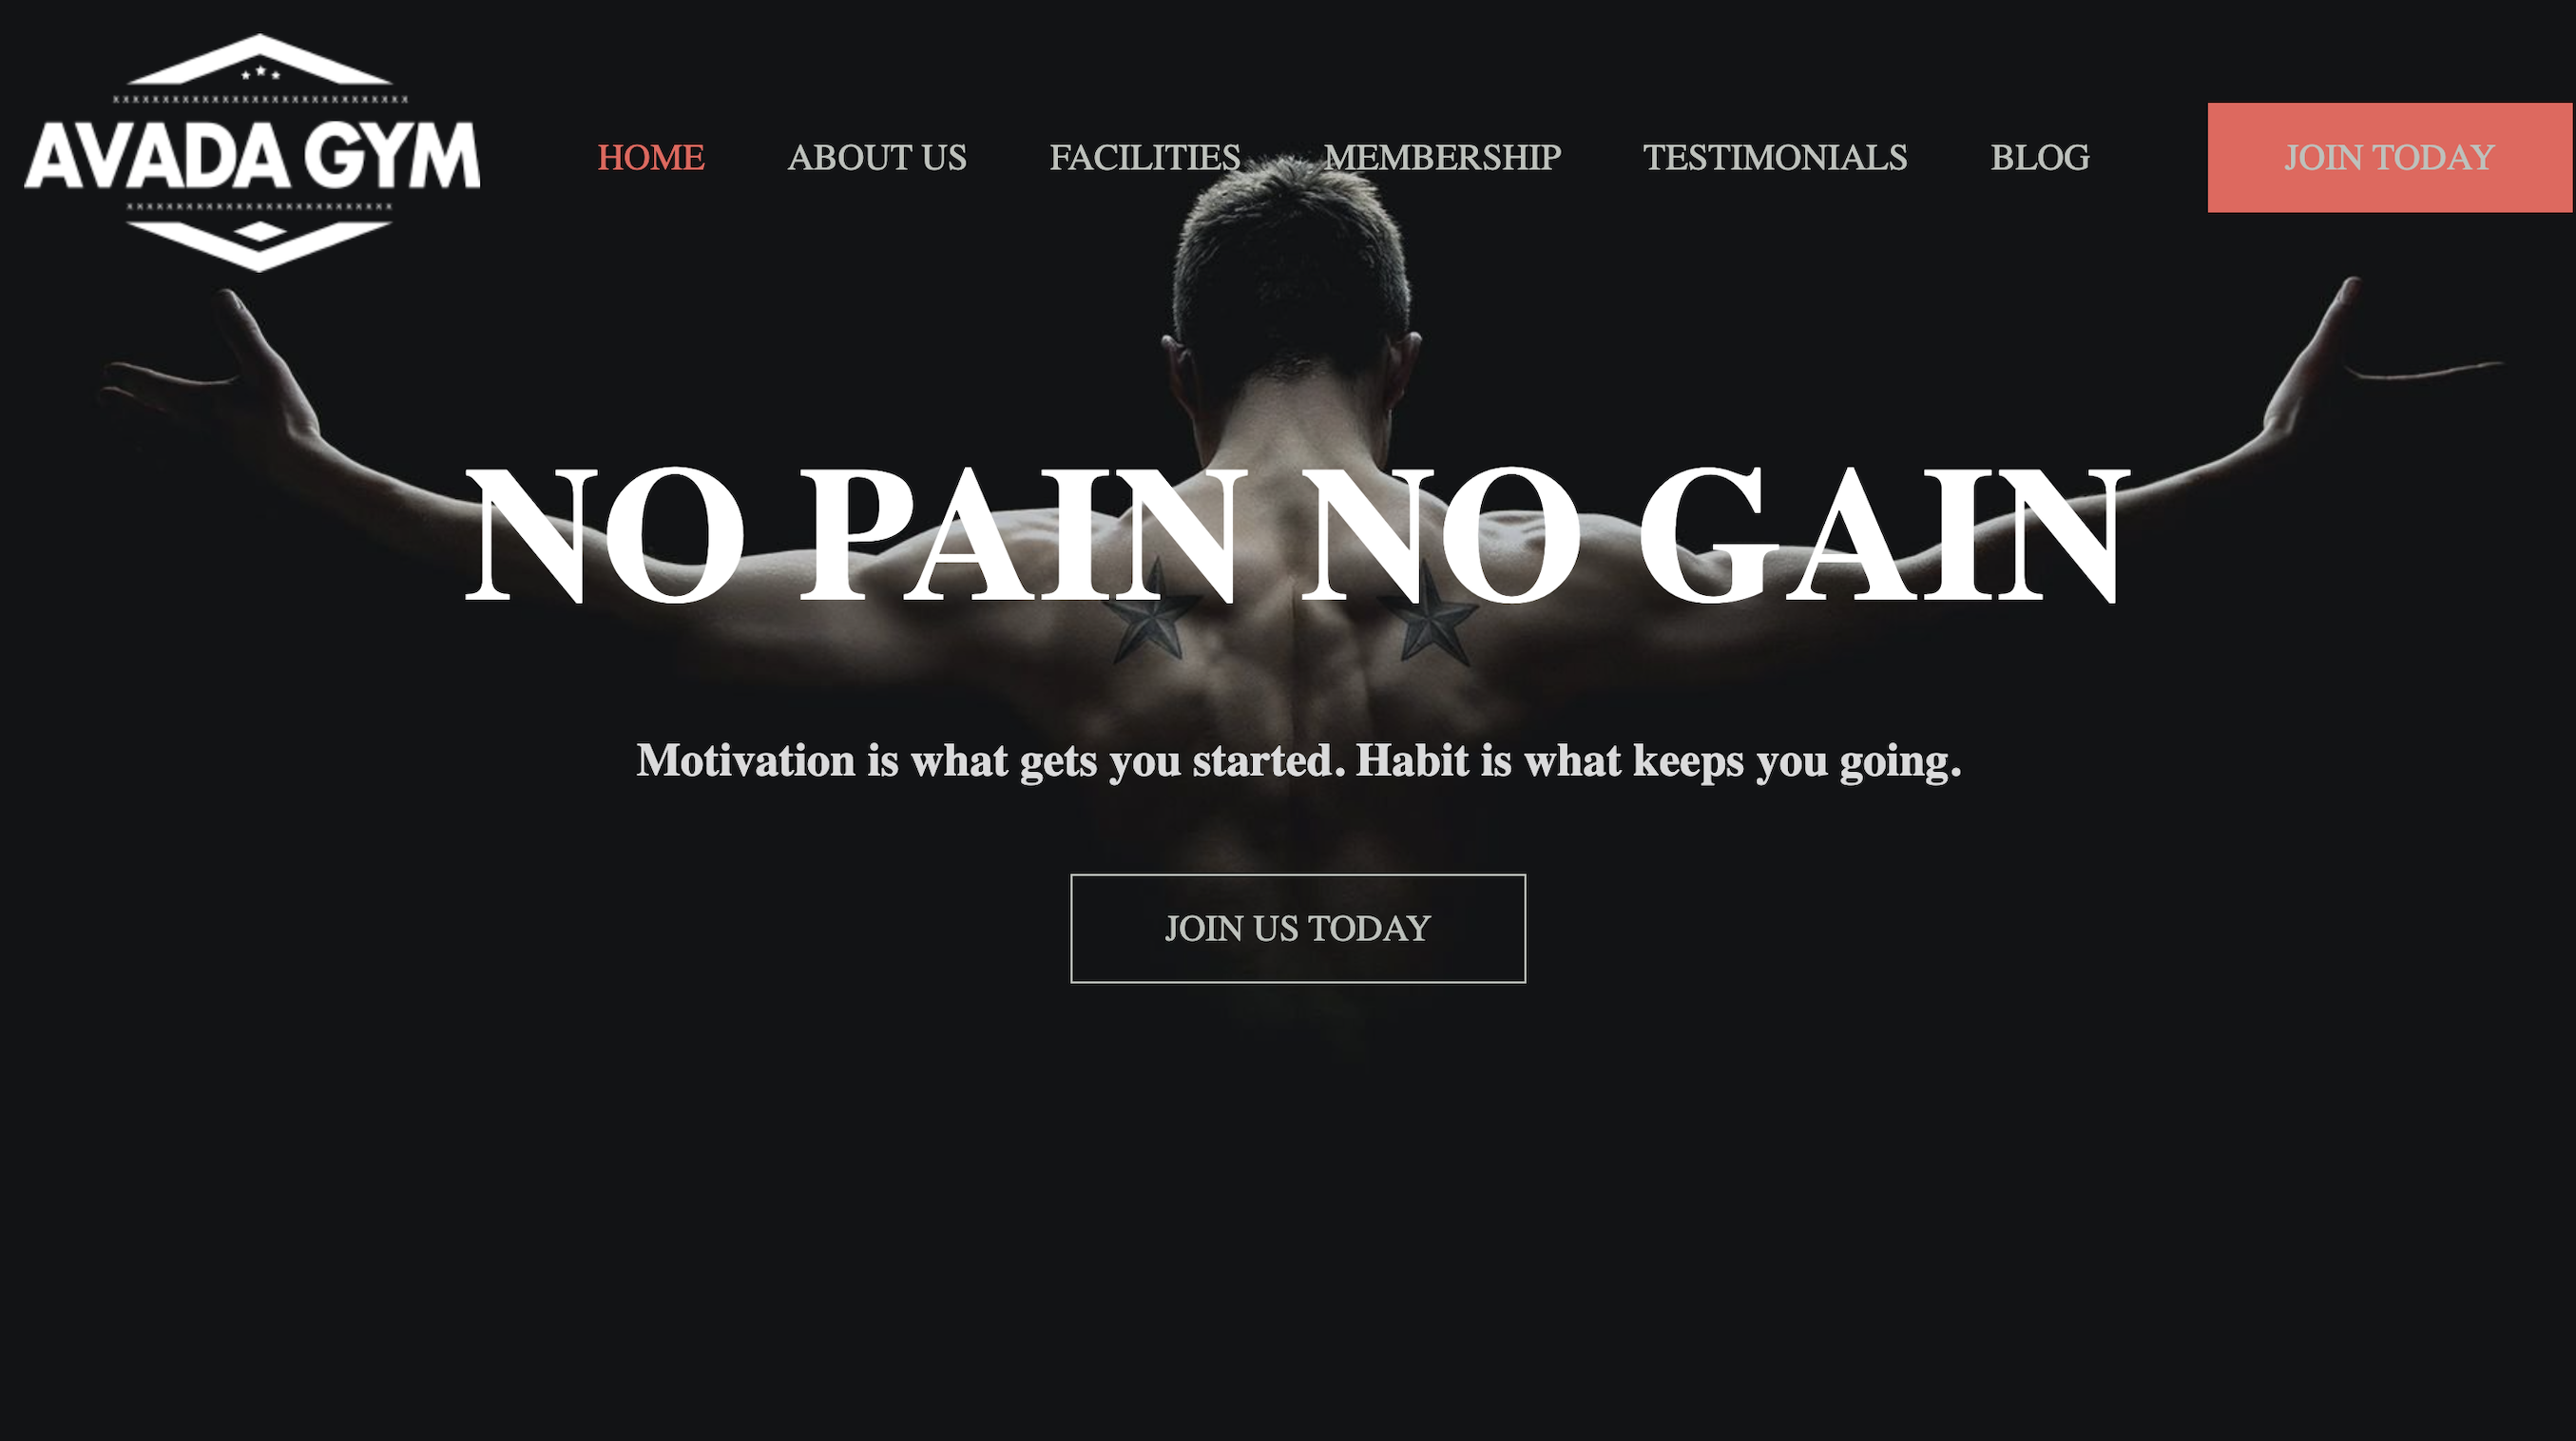 AVADA GYM
HOME ABOUT US FACILITIES MEMBERSHIP TESTIMONIALS BLOG JOIN TODAY
NO PAIN NO GAIN
Motivation is what gets you started. Habit is what keeps you going.
JOIN US TODAY